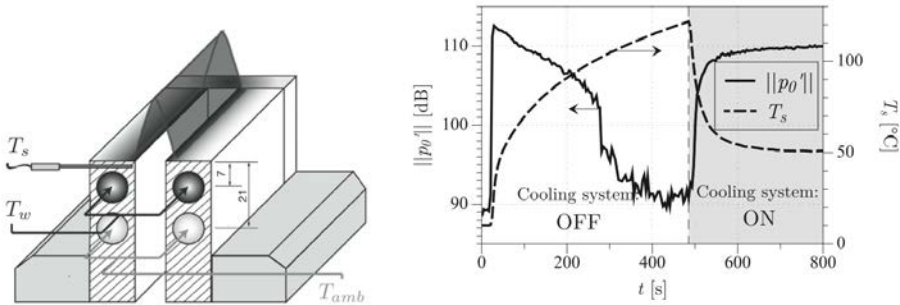 T_s
T_w
7
21
T_amb
110
100
90
||p_0'|| [dB]
0
200
400
600
800
t [s]
100
50
0
T_s [°C]
||p_0'||
T_s
Cooling system:
OFF
Cooling system:
ON